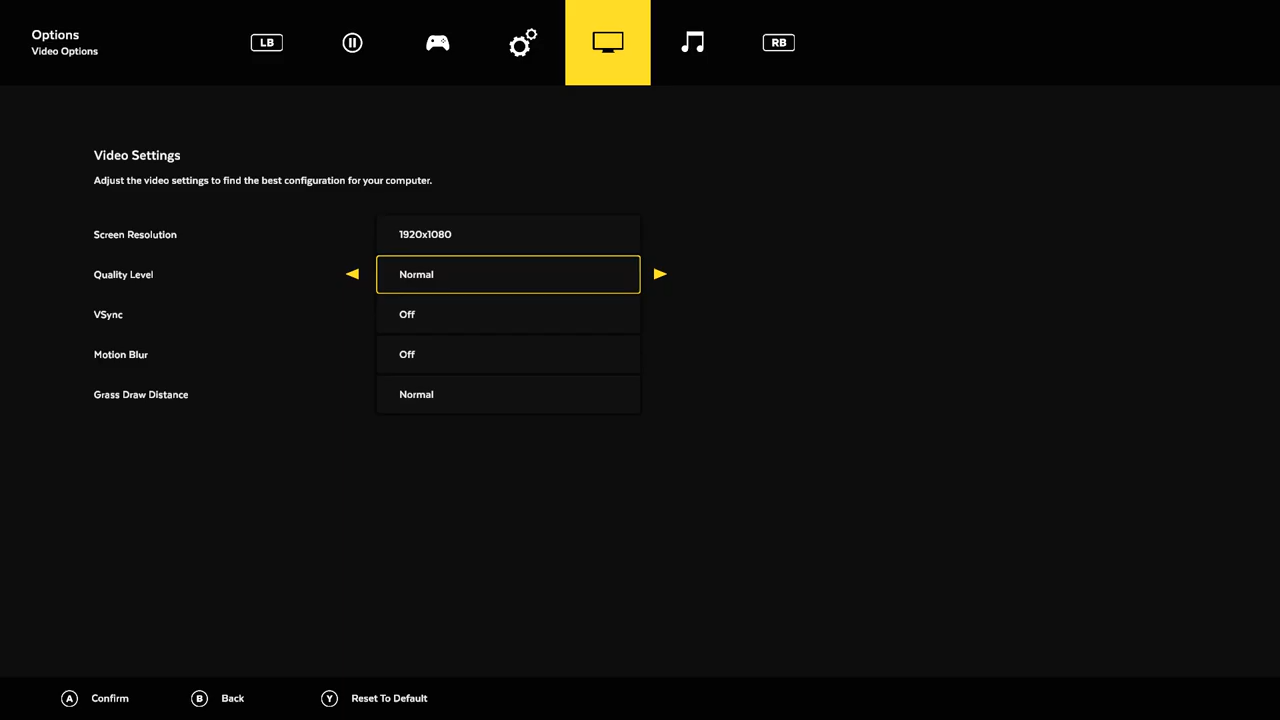 Options
Video Options
LB
RB
Video Settings
Adjust the video settings to find the best configuration for your computer.
Screen Resolution 1920x1080
Quality Level Normal
VSync Off
Motion Blur Off
Grass Draw Distance Normal
A Confirm B Back Y Reset To Default